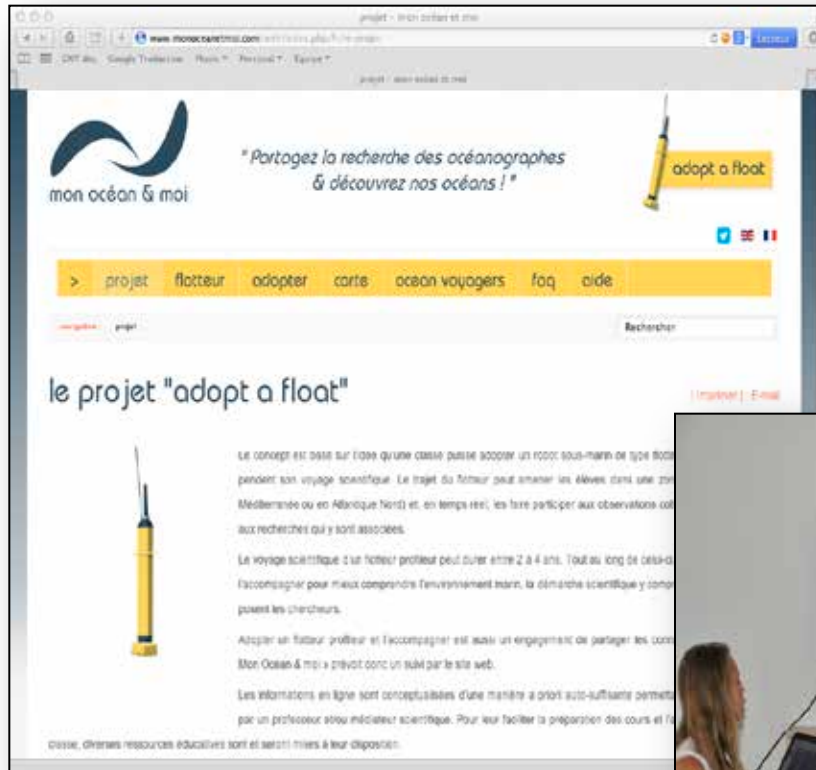 projet - mon océan et moi
www.monoceanetmoi.com
Lecteur
projet - mon océan et moi
mon océan & moi
" Partagez la recherche des océanographes
& découvrez nos océans ! "
adopt a float
> projet flotteur adopter carte ocean voyagers faq aide
navigation projet
Rechercher
le projet "adopt a float"
| Imprimer | E-mail
Le concept est basé sur l'idée qu'une classe puisse adopter un robot sous-marin de type
pendant son voyage scientifique. Le trajet du flotteur peut amener les élèves dans une
Méditerranée ou en Atlantique Nord) et, en temps réel, les faire participer aux observations
aux recherches qui y sont associées.
Le voyage scientifique d'un flotteur profileur peut durer entre 2 à 4 ans. Tout au long de celui-ci
l'accompagner pour mieux comprendre l'environnement marin, la démarche scientifique y
posent les chercheurs.
Adopter un flotteur profileur et l'accompagner est aussi un engagement de partager les
Mon Océan & moi » prévoit donc un suivi par le site web.
Les informations en ligne sont conceptualisées d'une manière a priori auto-suffisante
par un professeur et/ou médiateur scientifique. Pour leur faciliter la préparation des cours et
classe, diverses ressources éducatives sont et seront mises à leur disposition.